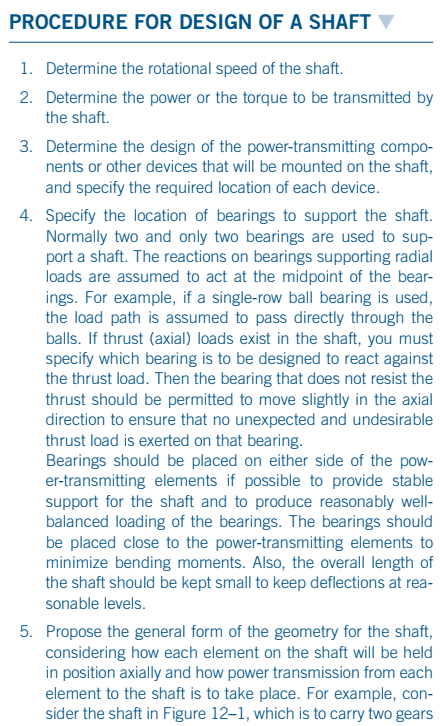 PROCEDURE FOR DESIGN OF A SHAFT ▼
1. Determine the rotational speed of the shaft.
2. Determine the power or the torque to be transmitted by
the shaft.
3. Determine the design of the power-transmitting compo-
nents or other devices that will be mounted on the shaft,
and specify the required location of each device.
4. Specify the location of bearings to support the shaft.
Normally two and only two bearings are used to sup-
port a shaft. The reactions on bearings supporting radial
loads are assumed to act at the midpoint of the bear-
ings. For example, if a single-row ball bearing is used,
the load path is assumed to pass directly through the
balls. If thrust (axial) loads exist in the shaft, you must
specify which bearing is to be designed to react against
the thrust load. Then the bearing that does not resist the
thrust should be permitted to move slightly in the axial
direction to ensure that no unexpected and undesirable
thrust load is exerted on that bearing.
Bearings should be placed on either side of the pow-
er-transmitting elements if possible to provide stable
support for the shaft and to produce reasonably well-
balanced loading of the bearings. The bearings should
be placed close to the power-transmitting elements to
minimize bending moments. Also, the overall length of
the shaft should be kept small to keep deflections at rea-
sonable levels.
5. Propose the general form of the geometry for the shaft,
considering how each element on the shaft will be held
in position axially and how power transmission from each
element to the shaft is to take place. For example, con-
sider the shaft in Figure 12–1, which is to carry two gears